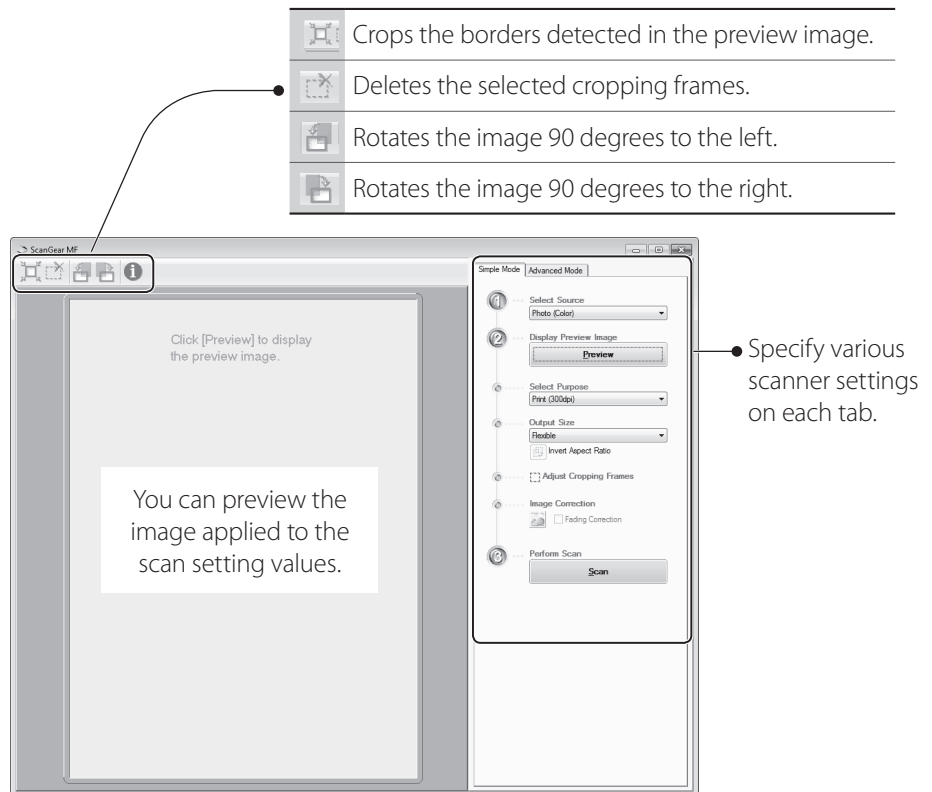 Crops the borders detected in the preview image.
Deletes the selected cropping frames.
Rotates the image 90 degrees to the left.
Rotates the image 90 degrees to the right.
ScanGear MF
Simple Mode
Advanced Mode
1
Select Source
Photo (Color)
2
Display Preview Image
Preview
Select Purpose
Print (300dpi)
Output Size
Flexible
Invert Aspect Ratio
Adjust Cropping Frames
Image Correction
Fading Correction
3
Perform Scan
Scan
Click [Preview] to display
the preview image.
You can preview the
image applied to the
scan setting values.
Specify various
scanner settings
on each tab.